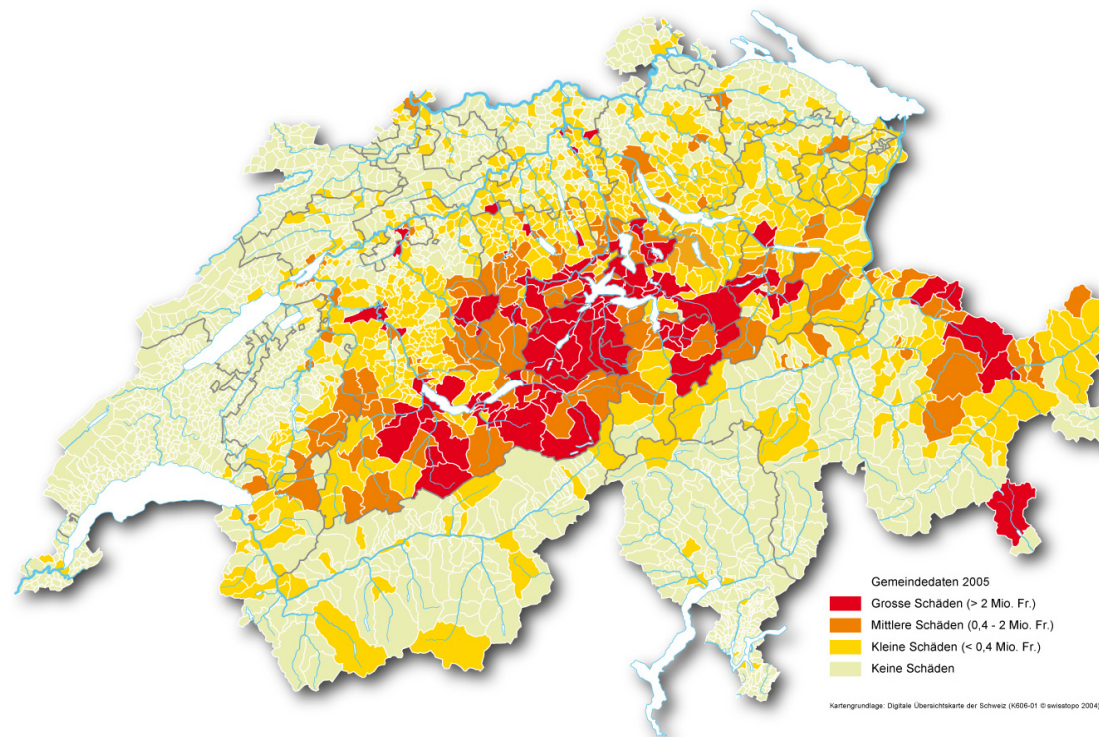 Gemeindedaten 2005
Grosse Schäden (> 2 Mio. Fr.)
Mittlere Schäden (0,4 - 2 Mio. Fr.)
Kleine Schäden (< 0,4 Mio. Fr.)
Keine Schäden
Kartengrundlage: Digitale Übersichtskarte der Schweiz (K606-01 © swisstopo 2004)